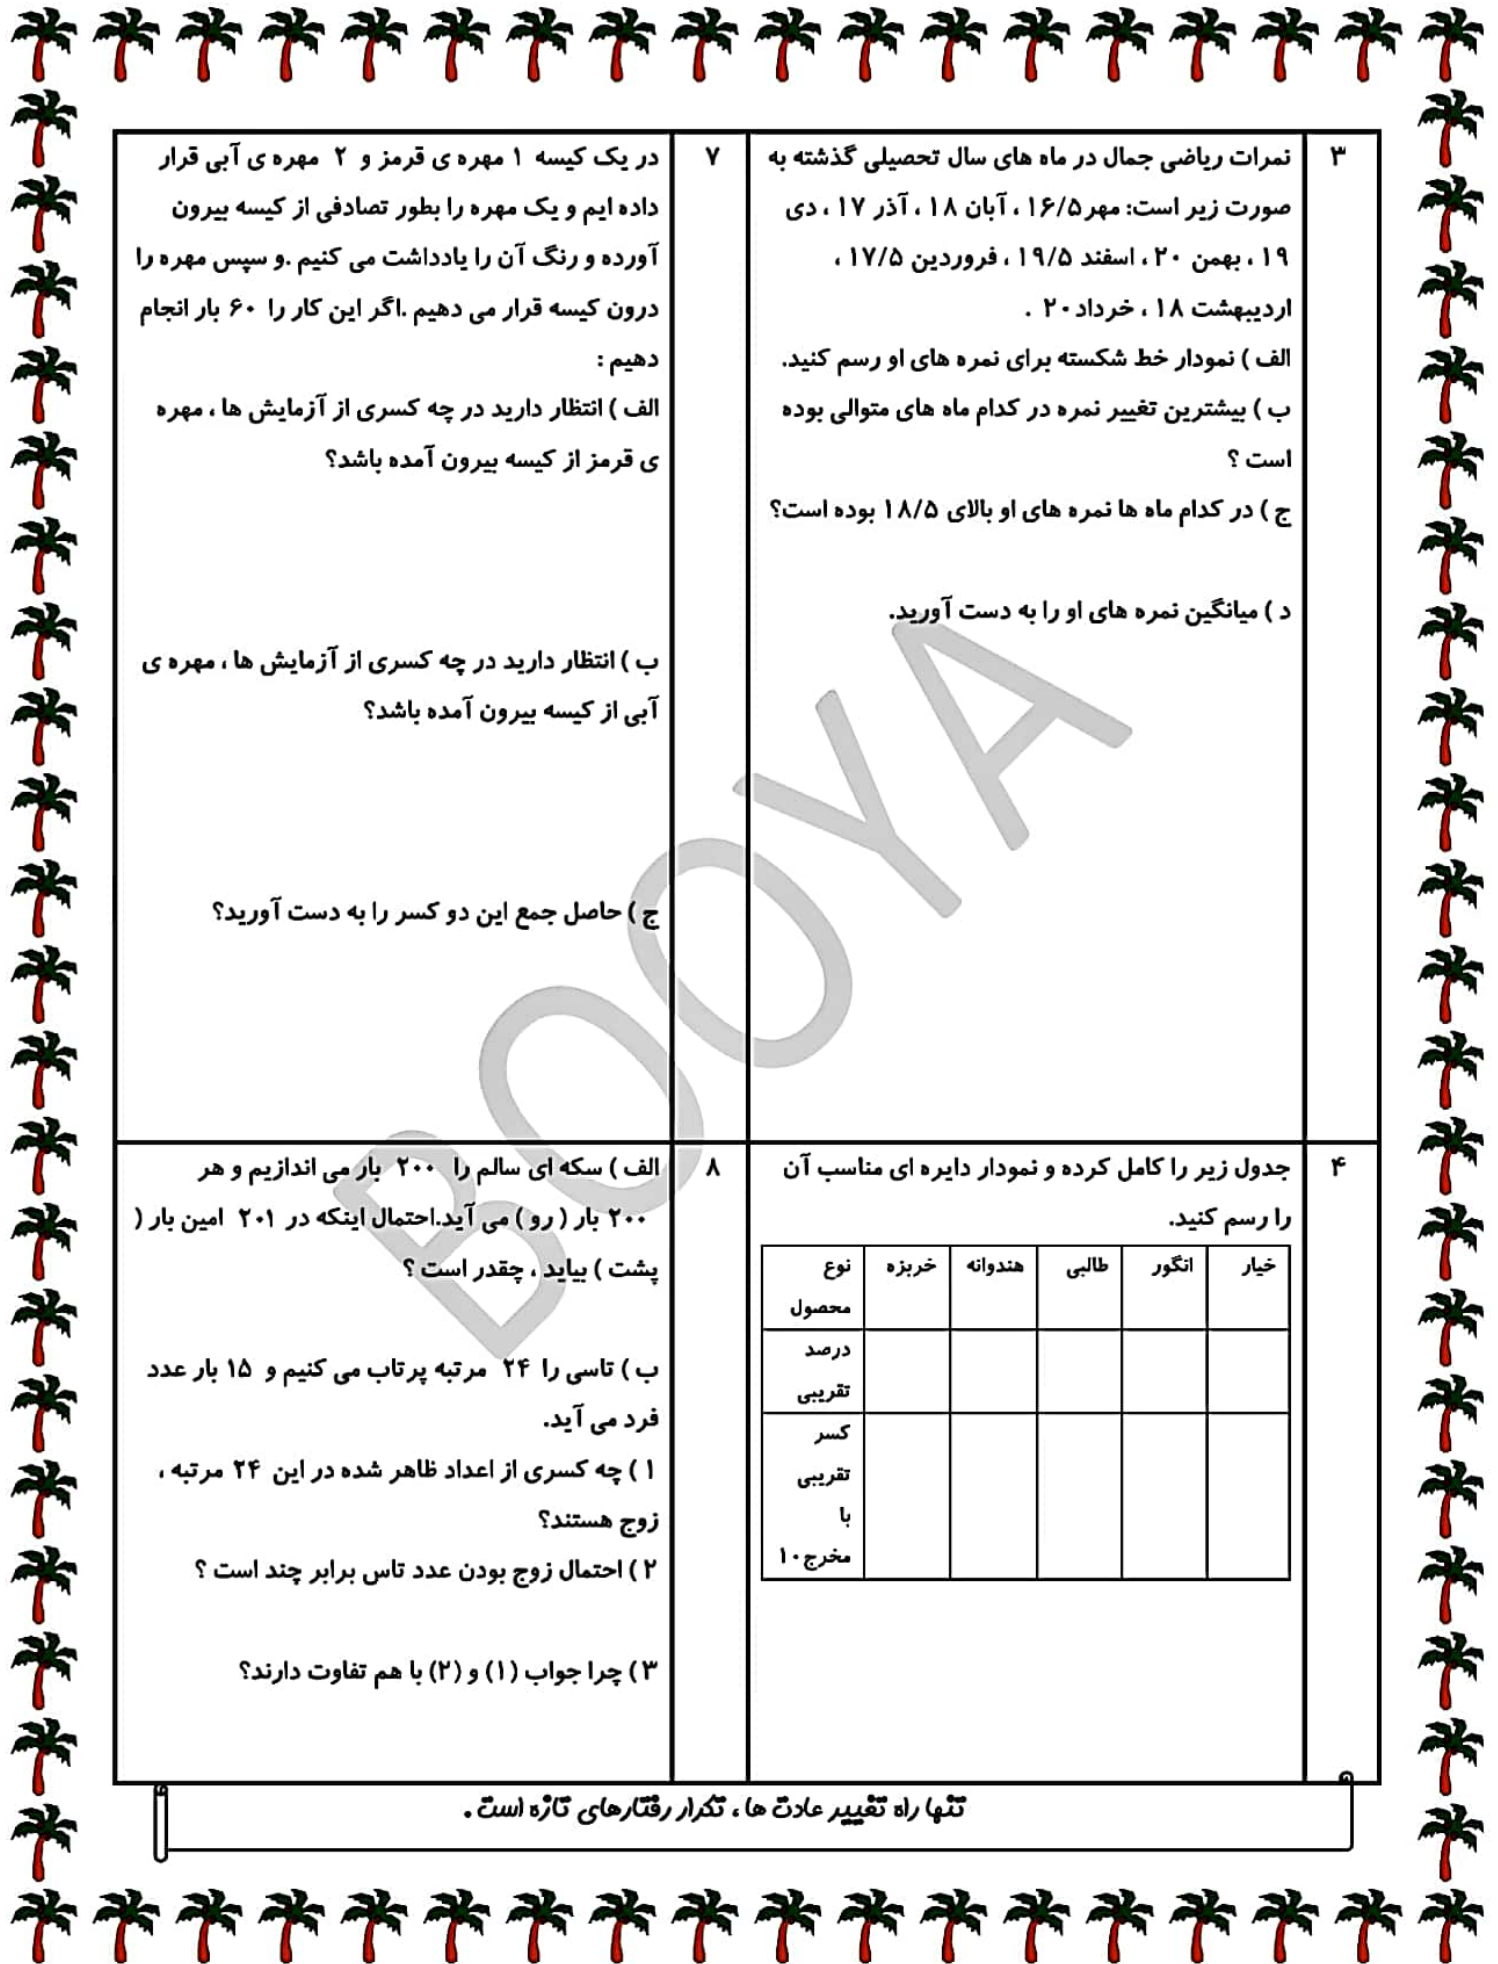 ۳
نمرات ریاضی جمال در ماه های سال تحصیلی گذشته به
صورت زیر است: مهر۱۶/۵ ، آبان ۱۸ ، آذر ۱۷ ، دی
۱۹ ، بهمن ۲۰ ، اسفند ۱۹/۵ ، فروردین ۱۷/۵ ،
اردیبهشت ۱۸ ، خرداد۲۰ .
الف ) نمودار خط شکسته برای نمره های او رسم کنید.
ب ) بیشترین تغییر نمره در کدام ماه های متوالی بوده
است ؟
ج ) در کدام ماه ها نمره های او بالای ۱۸/۵ بوده است؟
د ) میانگین نمره های او را به دست آورید.
۷
در یک کیسه ۱ مهره ی قرمز و ۲ مهره ی آبی قرار
داده ایم و یک مهره را بطور تصادفی از کیسه بیرون
آورده و رنگ آن را یادداشت می کنیم .و سپس مهره را
درون کیسه قرار می دهیم .اگر این کار را ۶۰ بار انجام
دهیم :
الف ) انتظار دارید در چه کسری از آزمایش ها ، مهره
ی قرمز از کیسه بیرون آمده باشد؟
ب ) انتظار دارید در چه کسری از آزمایش ها ، مهره ی
آبی از کیسه بیرون آمده باشد؟
ج ) حاصل جمع این دو کسر را به دست آورید؟
۴
جدول زیر را کامل کرده و نمودار دایره ای مناسب آن
را رسم کنید.
خیار انگور طالبی هندوانه خربزه نوع
محصول
درصد
تقریبی
کسر
تقریبی
با
مخرج۱۰
۸
الف ) سکه ای سالم را ۲۰۰ بار می اندازیم و هر
۲۰۰ بار ( رو ) می آید.احتمال اینکه در ۲۰۱ امین بار (
پشت ) بیاید ، چقدر است ؟
ب ) تاسی را ۲۴ مرتبه پرتاب می کنیم و ۱۵ بار عدد
فرد می آید.
۱ ) چه کسری از اعداد ظاهر شده در این ۲۴ مرتبه ،
زوج هستند؟
۲ ) احتمال زوج بودن عدد تاس برابر چند است ؟
۳ ) چرا جواب (۱) و (۲) با هم تفاوت دارند؟
تنها راه تغییر عادت ها ، تکرار رفتارهای تازه است .
BOOYA